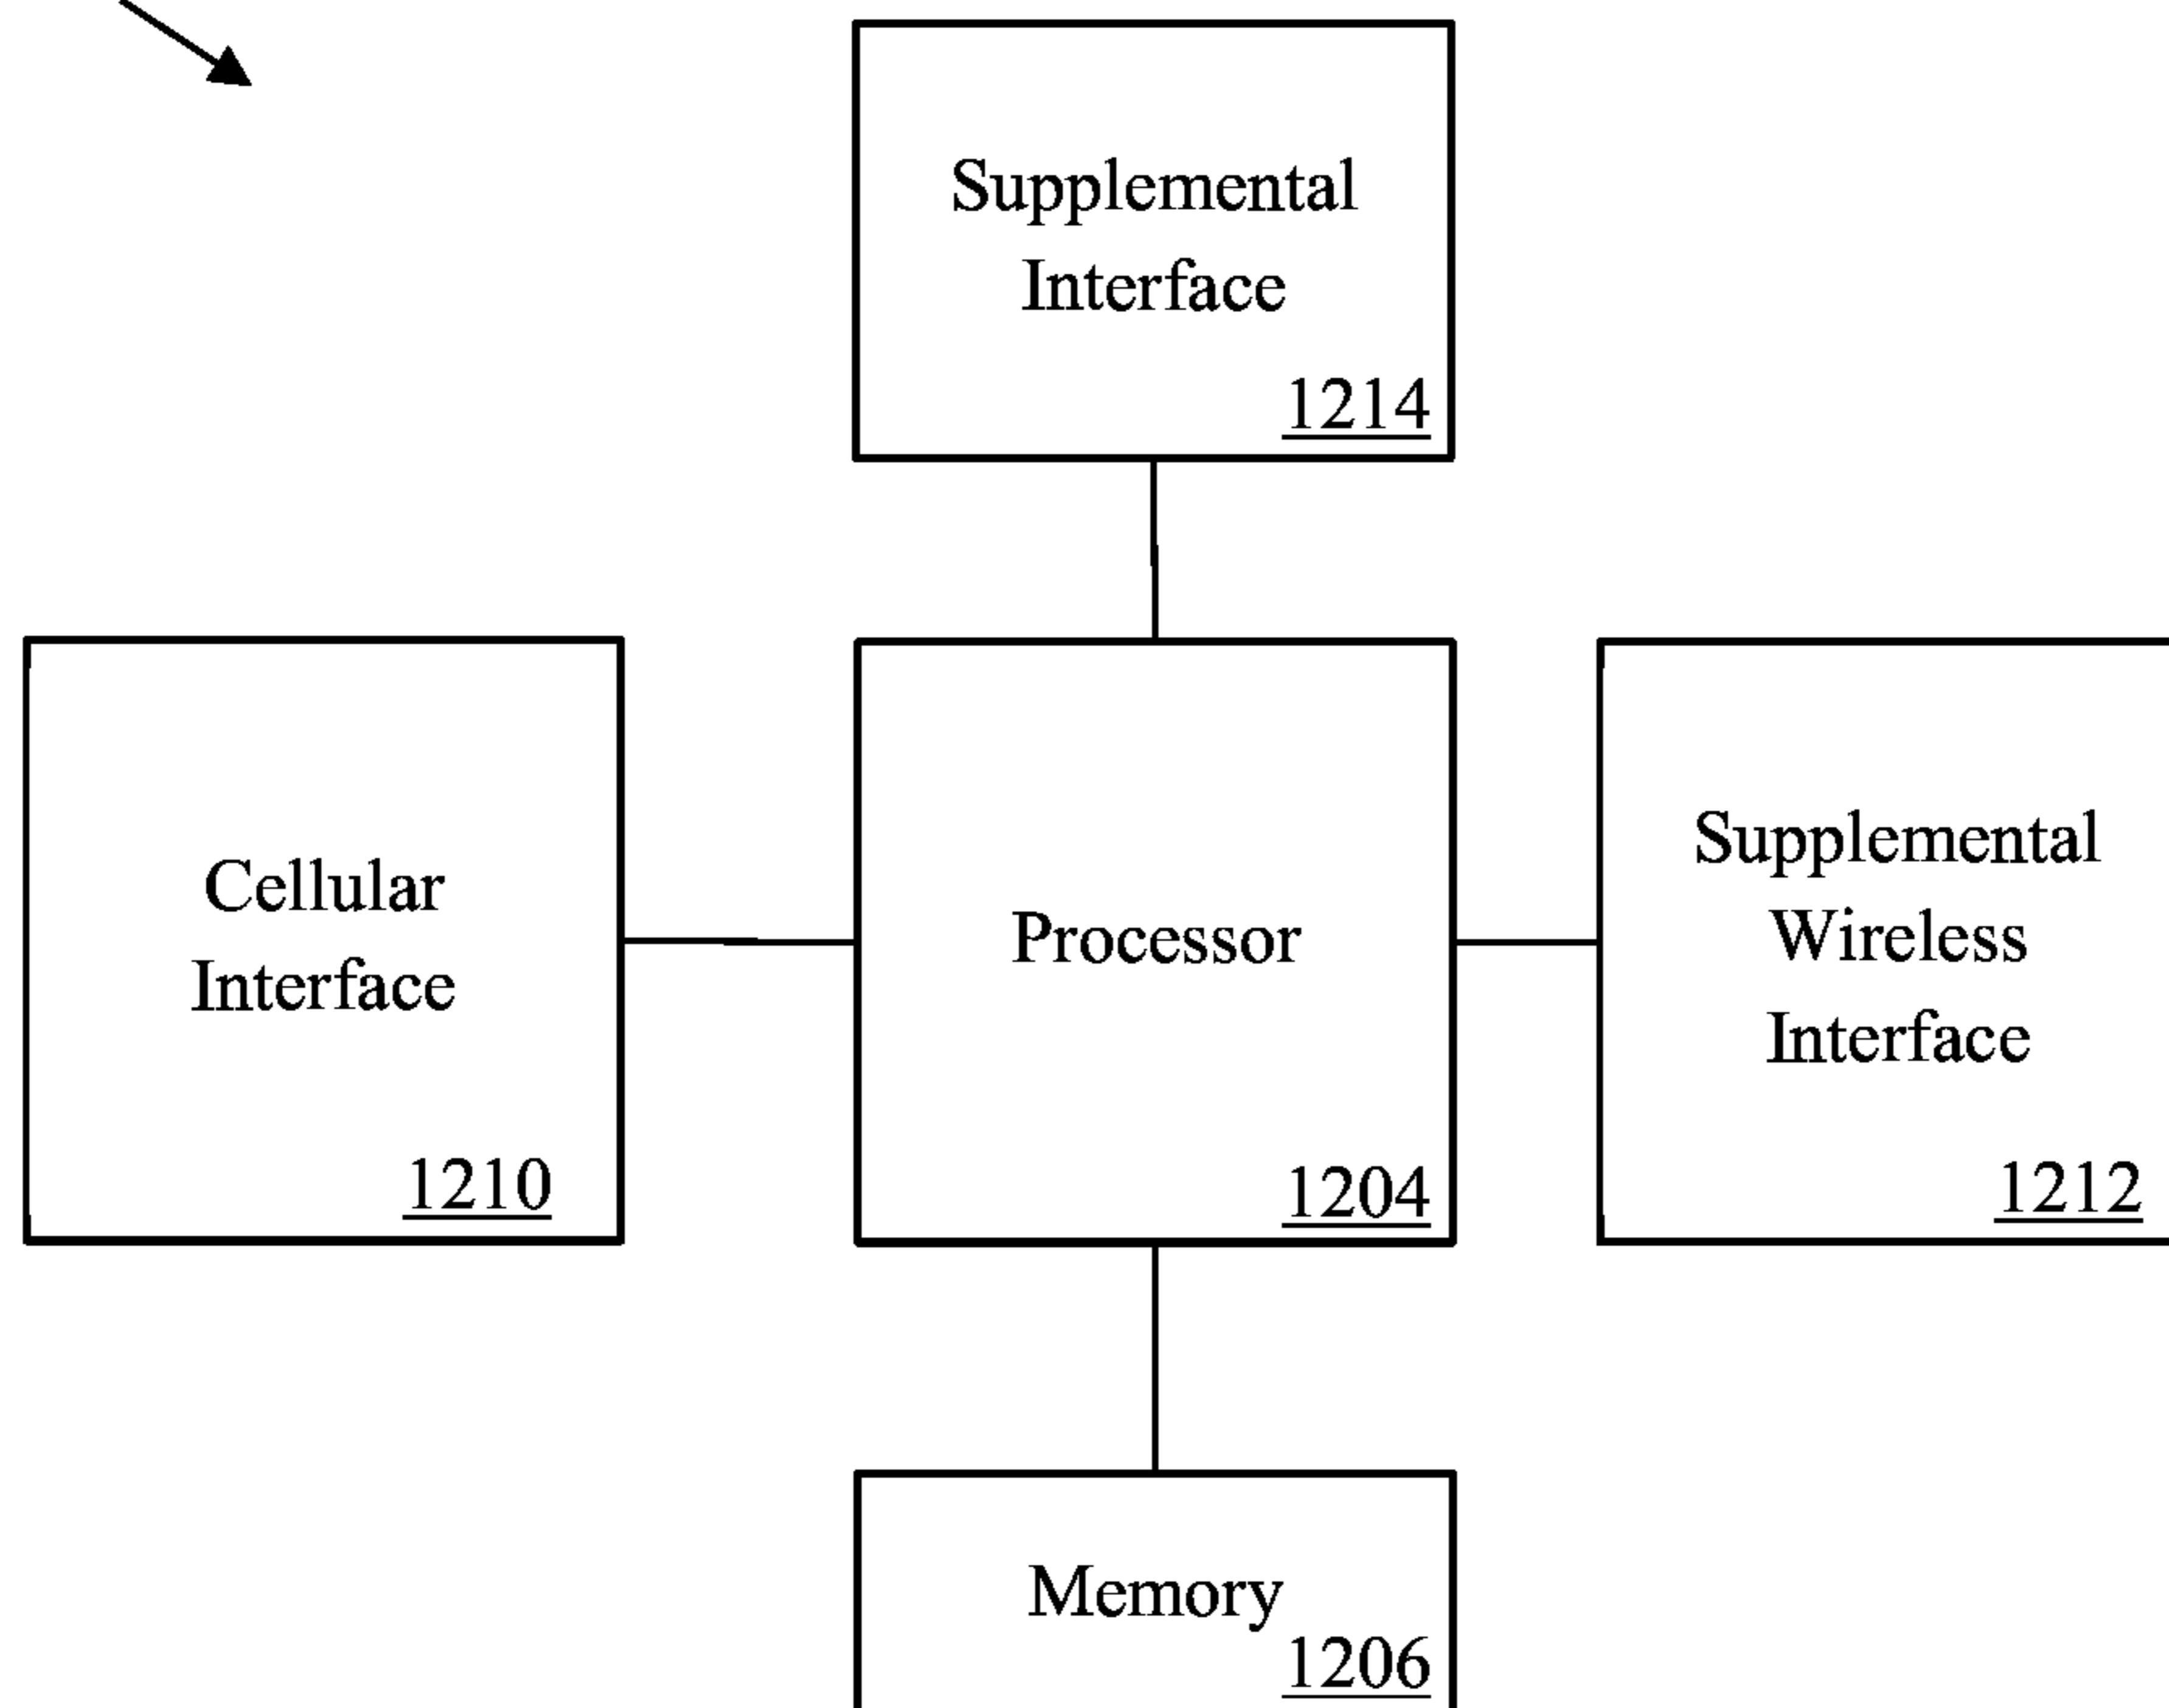 Supplemental
Interface
1214
Cellular
Interface
1210
Processor
1204
Supplemental
Wireless
Interface
1212
Memory
1206